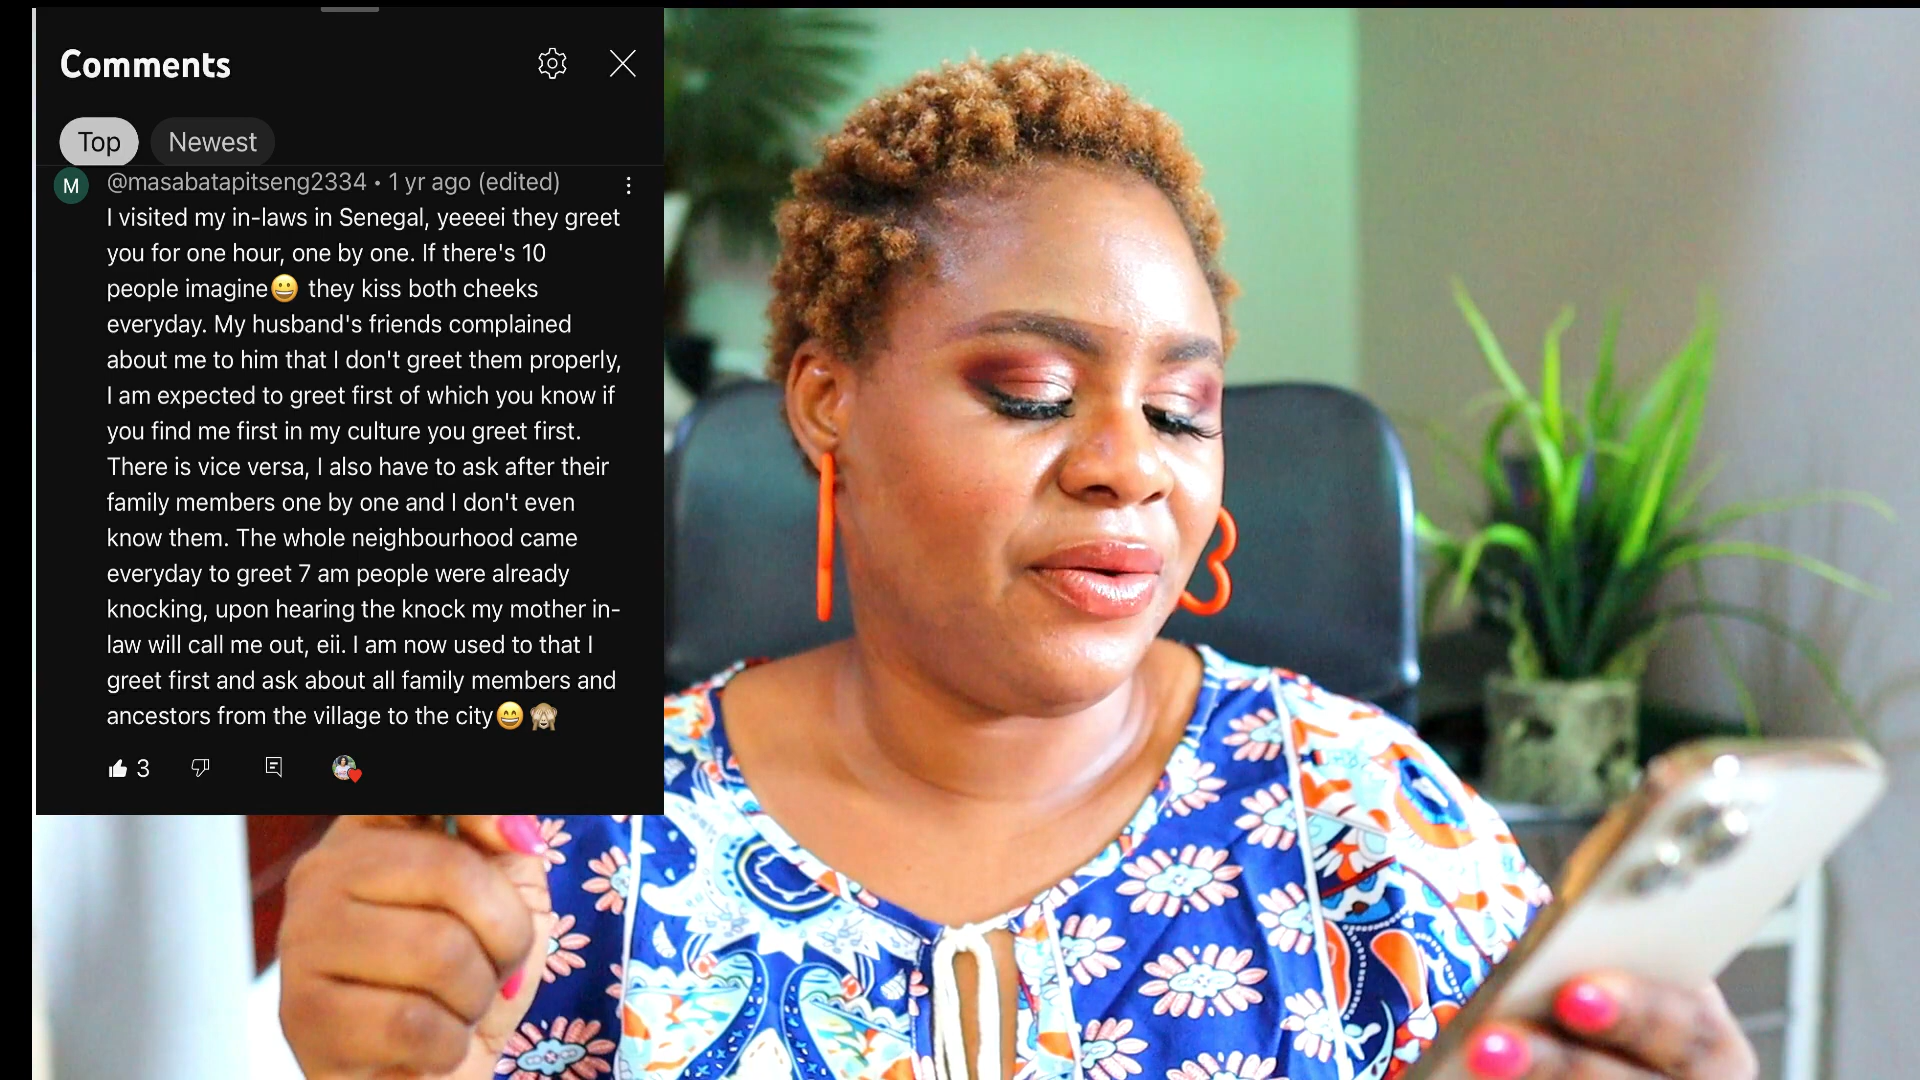 Comments
Top Newest
M @masabatapitseng2334 • 1 yr ago (edited)
I visited my in-laws in Senegal, yeeeei they greet
you for one hour, one by one. If there's 10
people imagine😀 they kiss both cheeks
everyday. My husband's friends complained
about me to him that I don't greet them properly,
I am expected to greet first of which you know if
you find me first in my culture you greet first.
There is vice versa, I also have to ask after their
family members one by one and I don't even
know them. The whole neighbourhood came
everyday to greet 7 am people were already
knocking, upon hearing the knock my mother in-
law will call me out, eii. I am now used to that I
greet first and ask about all family members and
ancestors from the village to the city😄🙈
3